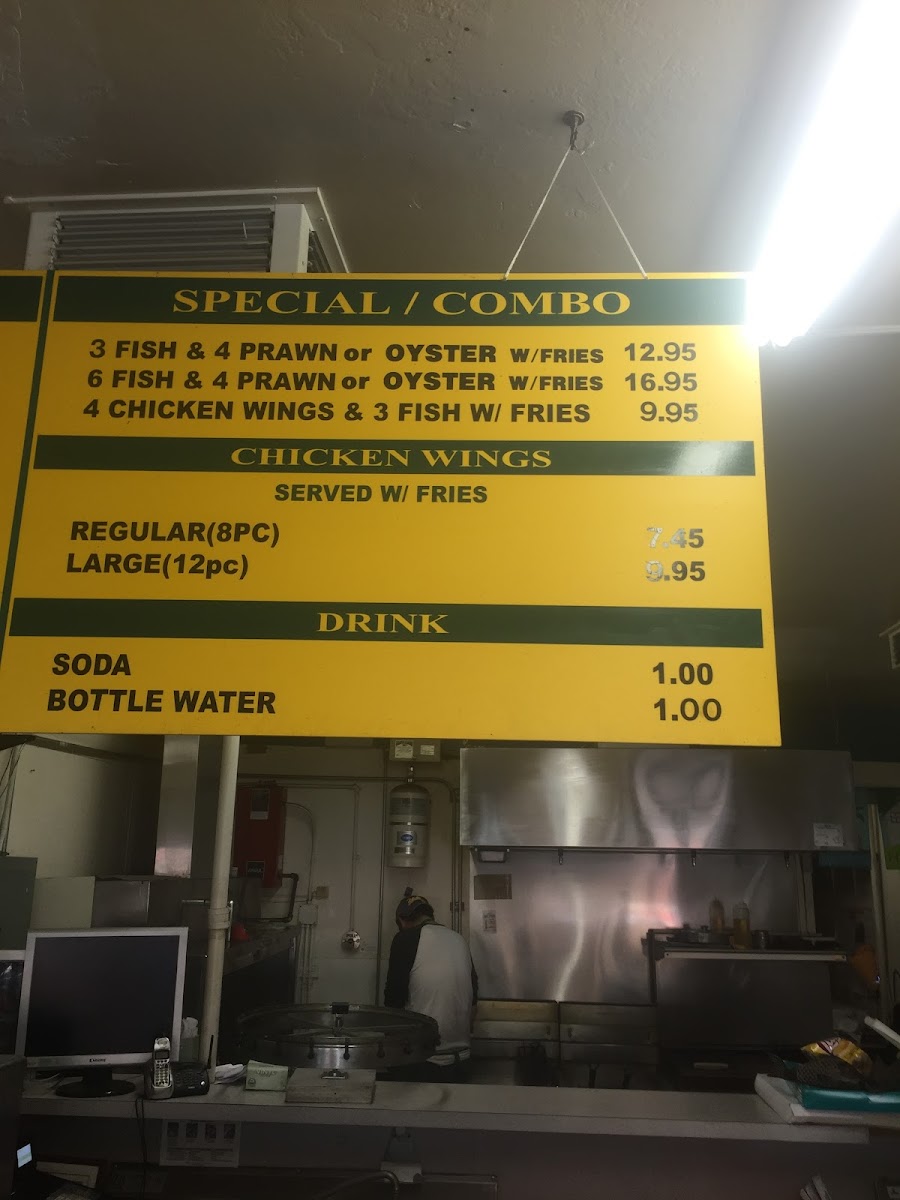 SPECIAL / COMBO
3 FISH & 4 PRAWN or OYSTER W/FRIES 12.95
6 FISH & 4 PRAWN or OYSTER W/FRIES 16.95
4 CHICKEN WINGS & 3 FISH W/ FRIES 9.95
CHICKEN WINGS
SERVED W/ FRIES
REGULAR(8PC) 7.45
LARGE(12pc) 9.95
DRINK
SODA 1.00
BOTTLE WATER 1.00